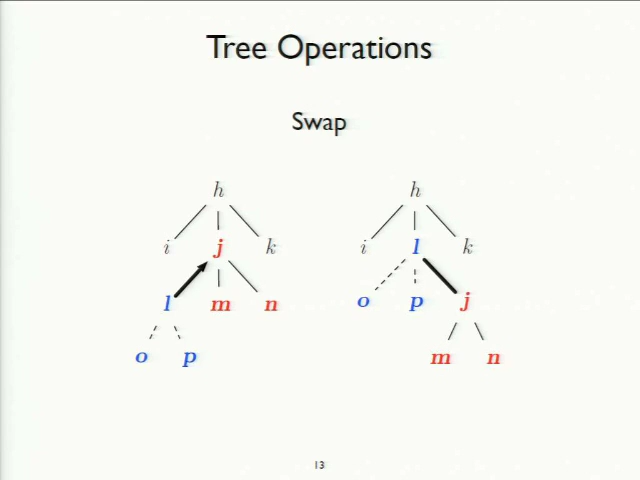 Tree Operations
Swap
h h
i j k i l k
l m n o p j
o p m n
13